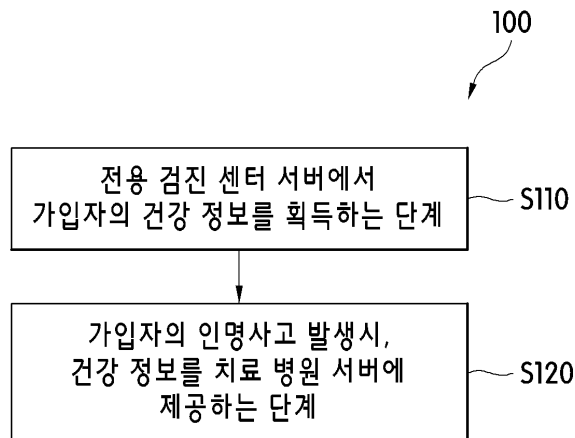 100
전용 검진 센터 서버에서
가입자의 건강 정보를 획득하는 단계
S110
가입자의 인명사고 발생시,
건강 정보를 치료 병원 서버에
제공하는 단계
S120